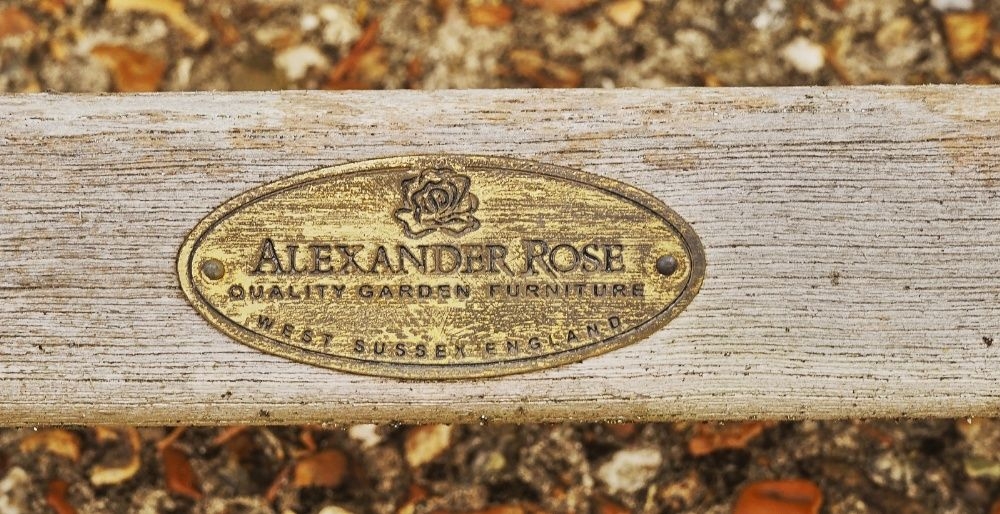 ALEXANDER ROSE
QUALITY GARDEN FURNITURE
WEST SUSSEX ENGLAND